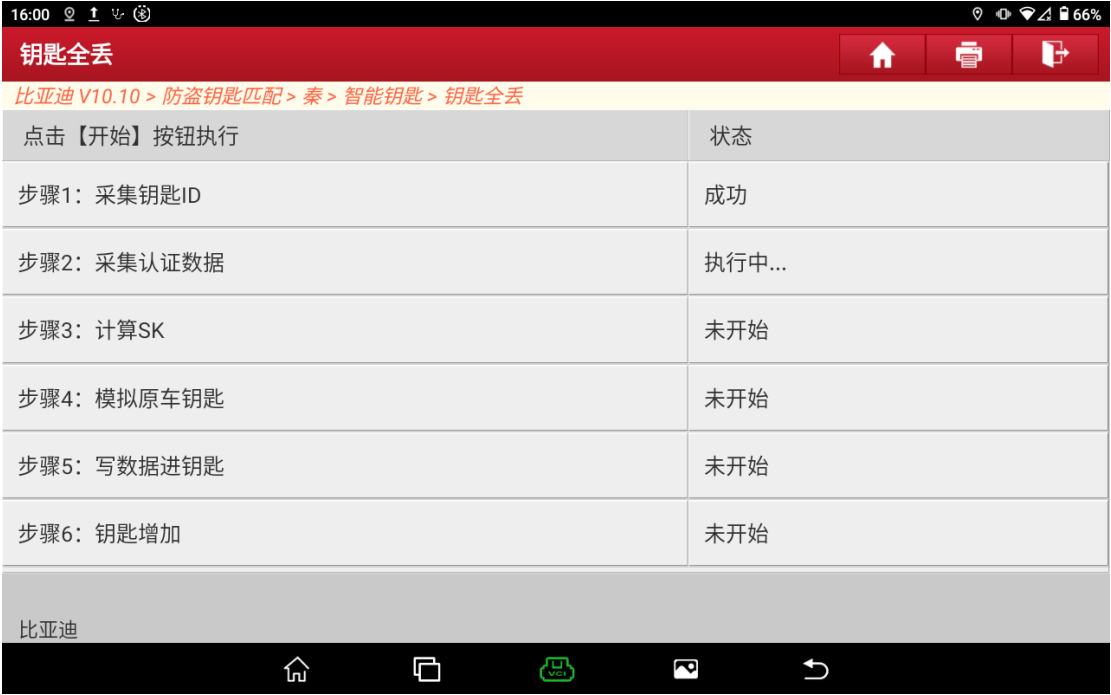 16:00 66%
钥匙全丢
比亚迪 V10.10 > 防盗钥匙匹配 > 秦 > 智能钥匙 > 钥匙全丢
点击【开始】按钮执行 状态
步骤1：采集钥匙ID 成功
步骤2：采集认证数据 执行中...
步骤3：计算SK 未开始
步骤4：模拟原车钥匙 未开始
步骤5：写数据进钥匙 未开始
步骤6：钥匙增加 未开始
比亚迪
VCI